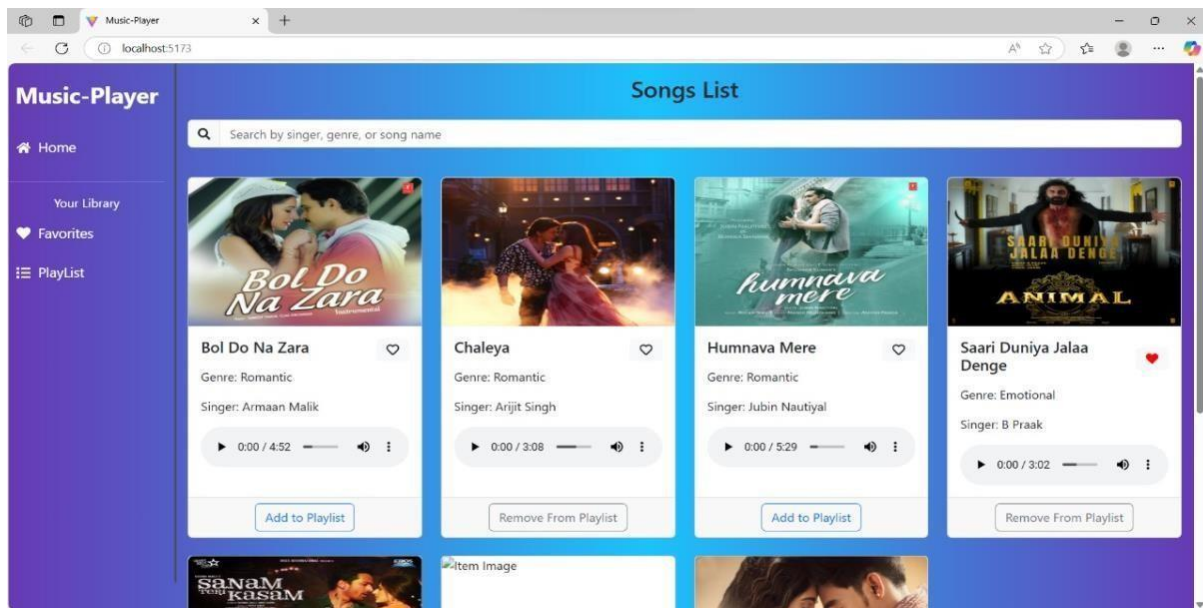 Music-Player
localhost:5173
Music-Player
Home
Your Library
Favorites
PlayList
Songs List
Search by singer, genre, or song name
Bol Do
Na Zara
Instrumental
Bol Do Na Zara
Genre: Romantic
Singer: Armaan Malik
0:00 / 4:52
Add to Playlist
Chaleya
Genre: Romantic
Singer: Arijit Singh
0:00 / 3:08
Remove From Playlist
humnava
mere
Humnava Mere
Genre: Romantic
Singer: Jubin Nautiyal
0:00 / 5:29
Add to Playlist
SAARI DUNIYA
JALAA DENGE
ANIMAL
Saari Duniya Jalaa
Denge
Genre: Emotional
Singer: B Praak
0:00 / 3:02
Remove From Playlist
SANAM
TERI KASAM
Item Image